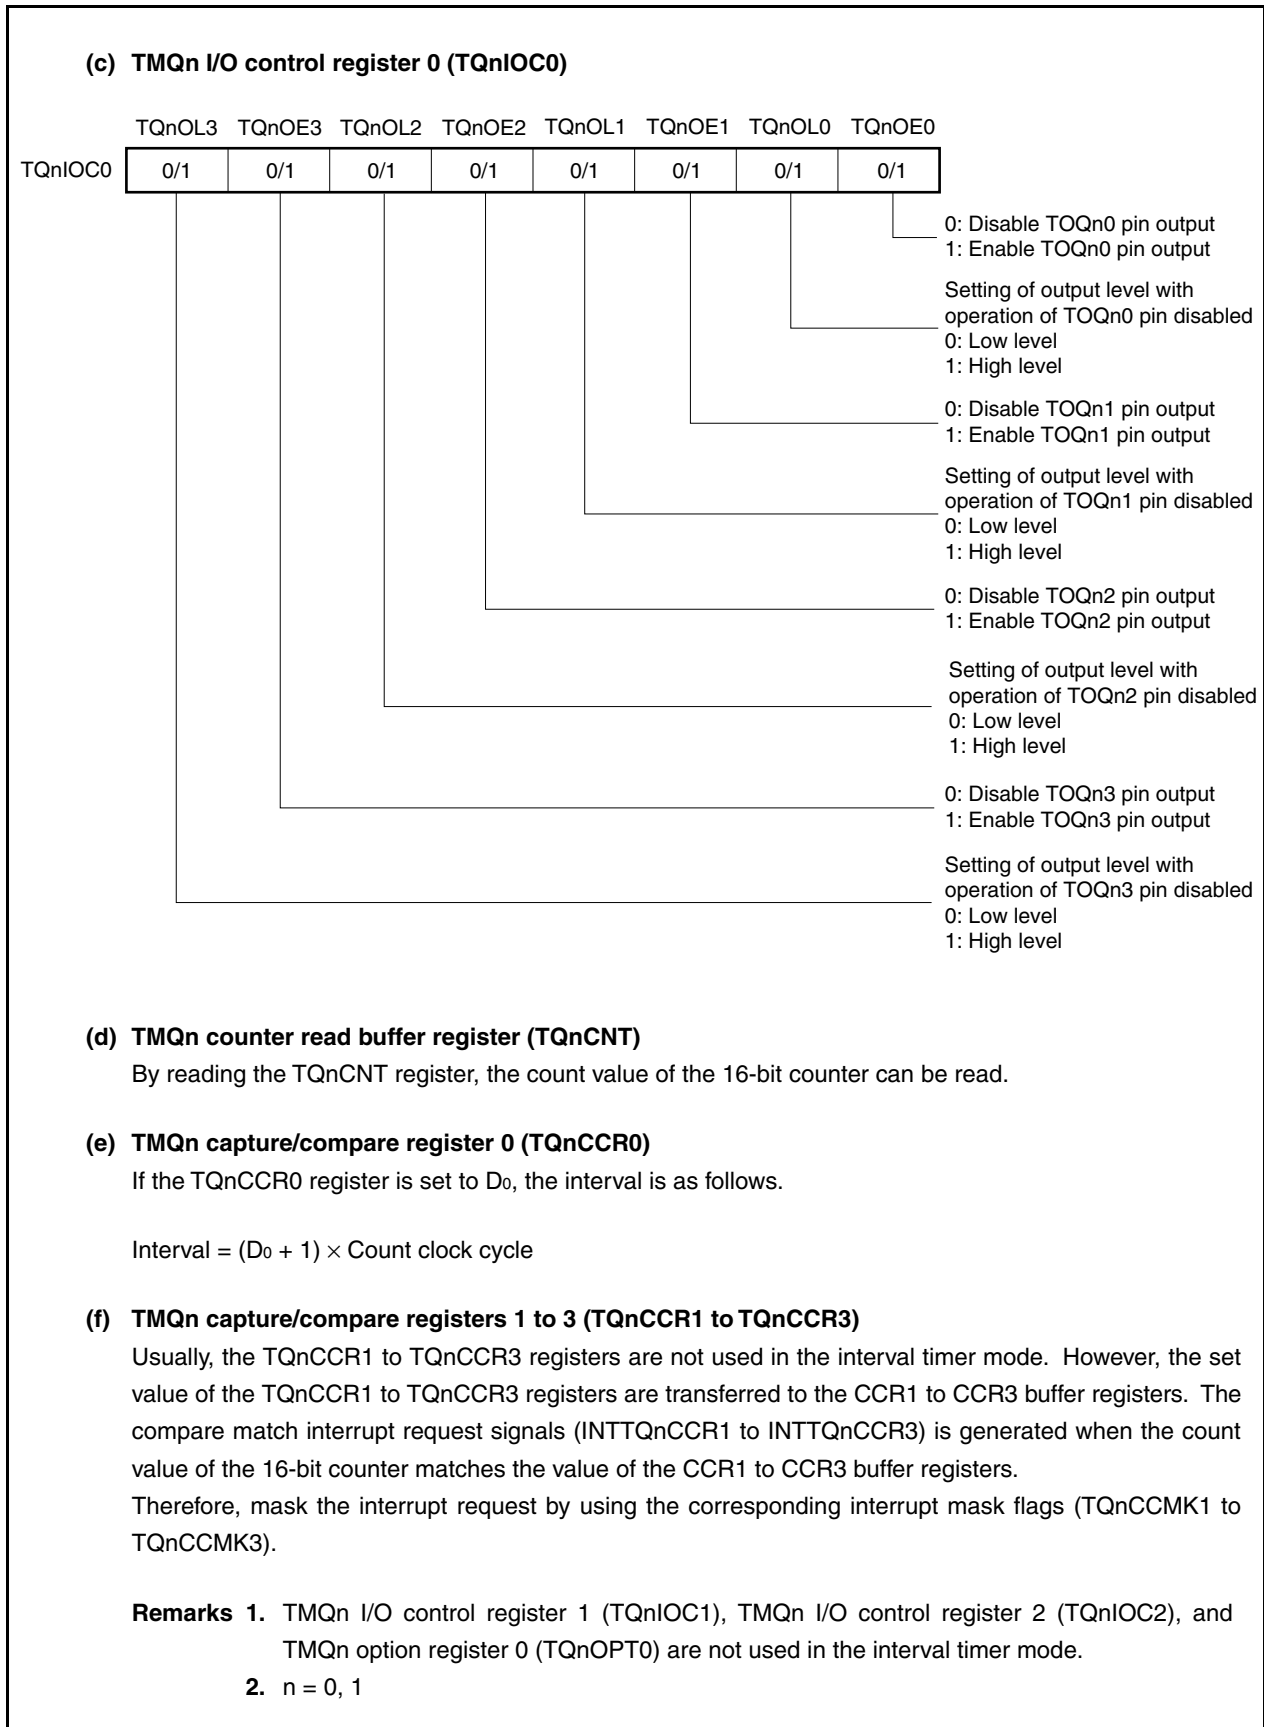 (c) TMQn I/O control register 0 (TQnIOC0)
TQnOL3 TQnOE3 TQnOL2 TQnOE2 TQnOL1 TQnOE1 TQnOL0 TQnOE0
TQnIOC0 0/1 0/1 0/1 0/1 0/1 0/1 0/1 0/1
0: Disable TOQn0 pin output
1: Enable TOQn0 pin output
Setting of output level with
operation of TOQn0 pin disabled
0: Low level
1: High level
0: Disable TOQn1 pin output
1: Enable TOQn1 pin output
Setting of output level with
operation of TOQn1 pin disabled
0: Low level
1: High level
0: Disable TOQn2 pin output
1: Enable TOQn2 pin output
Setting of output level with
operation of TOQn2 pin disabled
0: Low level
1: High level
0: Disable TOQn3 pin output
1: Enable TOQn3 pin output
Setting of output level with
operation of TOQn3 pin disabled
0: Low level
1: High level
(d) TMQn counter read buffer register (TQnCNT)
By reading the TQnCNT register, the count value of the 16-bit counter can be read.
(e) TMQn capture/compare register 0 (TQnCCR0)
If the TQnCCR0 register is set to D0, the interval is as follows.
Interval = (D0 + 1) × Count clock cycle
(f) TMQn capture/compare registers 1 to 3 (TQnCCR1 to TQnCCR3)
Usually, the TQnCCR1 to TQnCCR3 registers are not used in the interval timer mode. However, the set
value of the TQnCCR1 to TQnCCR3 registers are transferred to the CCR1 to CCR3 buffer registers. The
compare match interrupt request signals (INTTQnCCR1 to INTTQnCCR3) is generated when the count
value of the 16-bit counter matches the value of the CCR1 to CCR3 buffer registers.
Therefore, mask the interrupt request by using the corresponding interrupt mask flags (TQnCCMK1 to
TQnCCMK3).
Remarks 1. TMQn I/O control register 1 (TQnIOC1), TMQn I/O control register 2 (TQnIOC2), and
TMQn option register 0 (TQnOPT0) are not used in the interval timer mode.
2. n = 0, 1